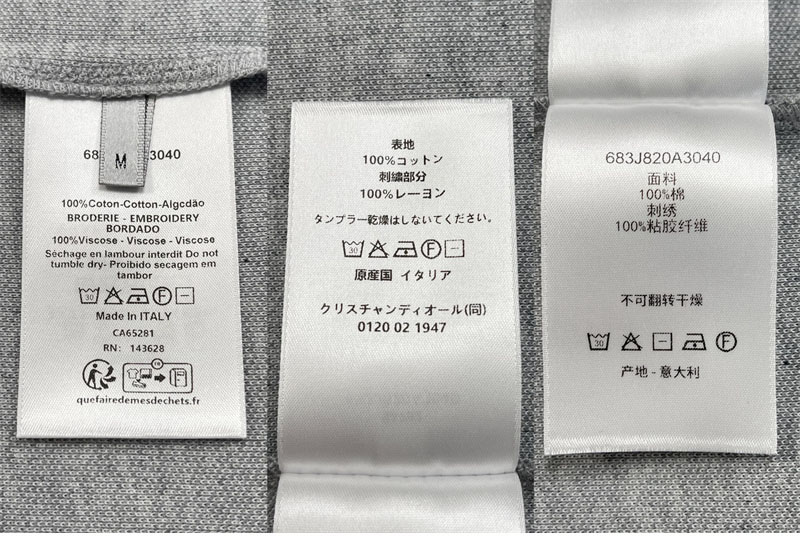 68 3040
M
100%Coton-Cotton-Algcdão
BRODERIE - EMBROIDERY
BORDADO
100%Viscose - Viscose - Viscose
Séchage en lambour interdit Do not
tumble dry- Proibido secagem em
tambor
30
Made In ITALY
CA65281
RN: 143628
FR
quefairedemesdechets.fr
表地
100%コットン
刺繍部分
100%レーヨン
タンブラー乾燥はしないてください。
30 F
原産国 イタリア
クリスチャンディオール(同)
0120 02 1947
683J820A3040
面料
100%棉
刺绣
100%粘胶纤维
不可翻转干燥
30 F
产地 - 意大利